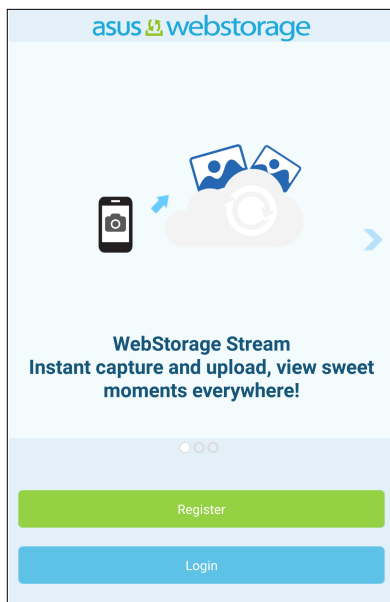 asus webstorage
WebStorage Stream
Instant capture and upload, view sweet
moments everywhere!
Register
Login